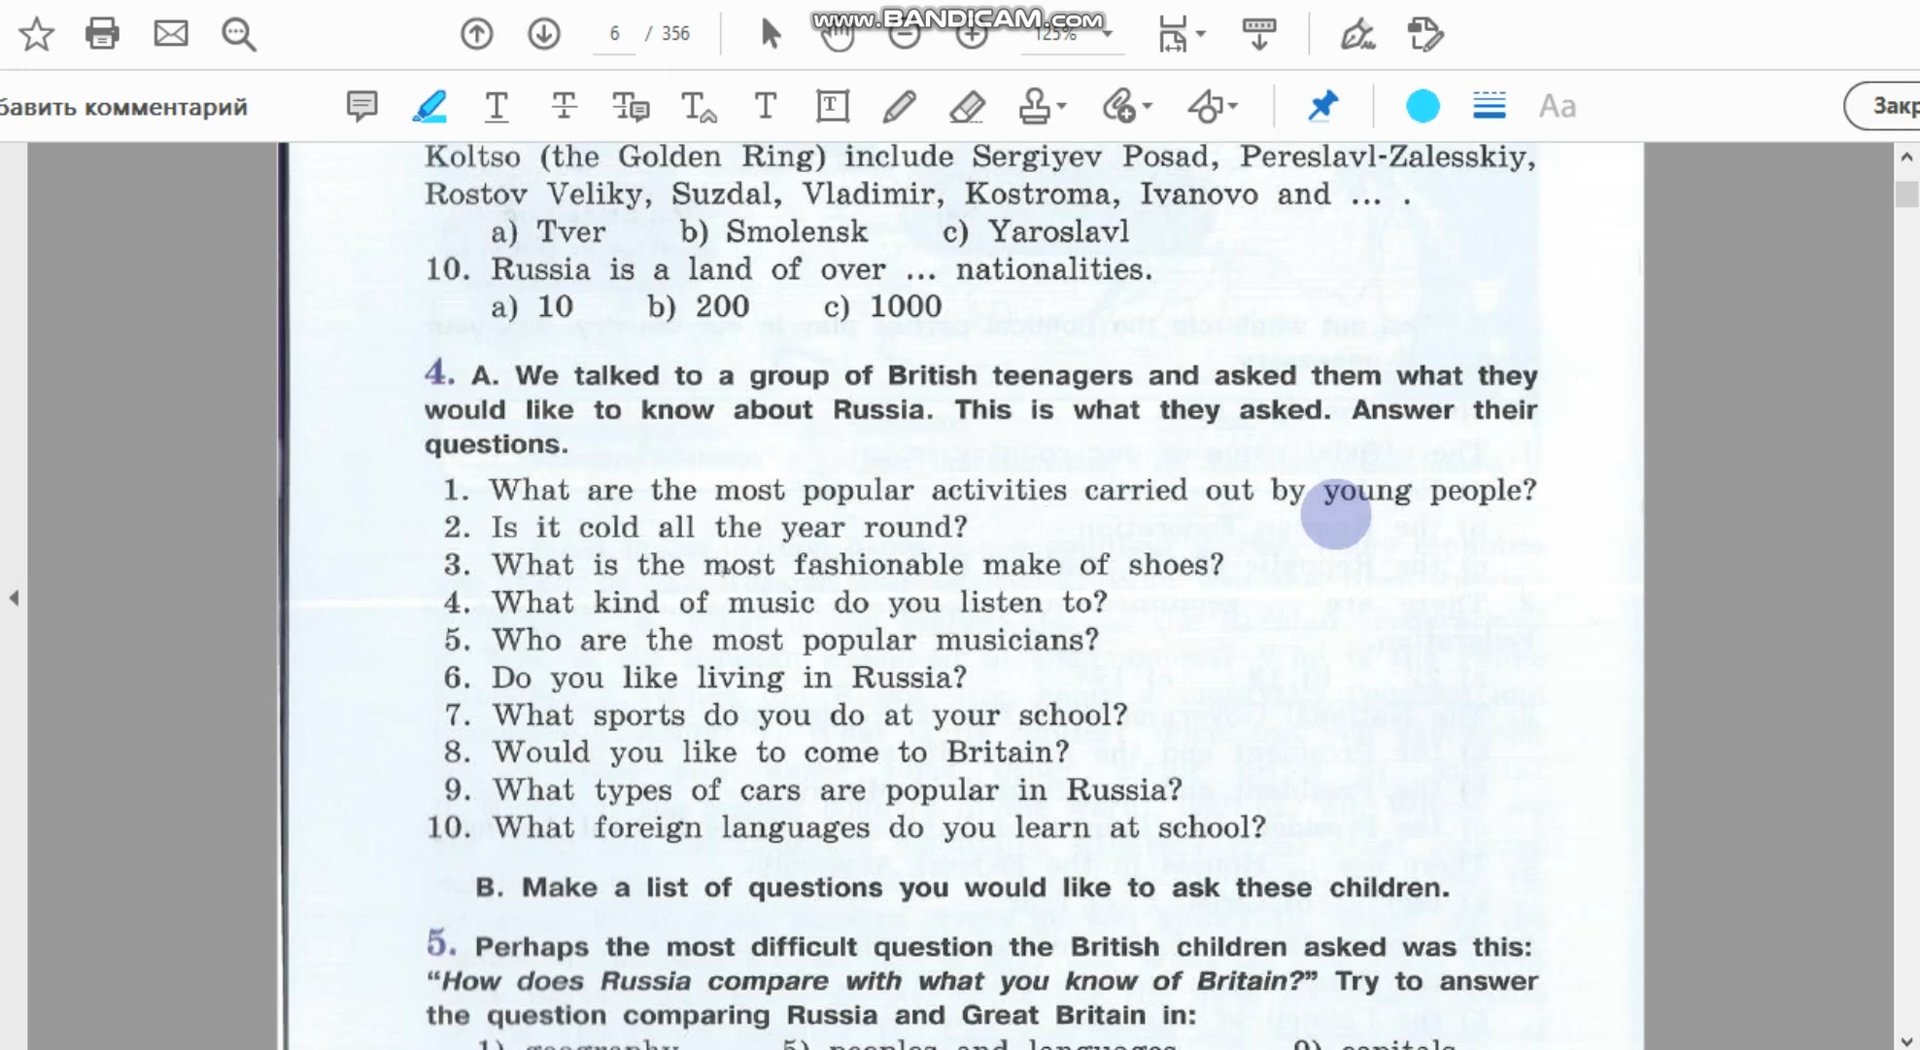 www.BANDICAM.com
6 / 356
125%
бавить комментарий
Aa
Закр
Koltso (the Golden Ring) include Sergiyev Posad, Pereslavl-Zalesskiy,
Rostov Veliky, Suzdal, Vladimir, Kostroma, Ivanovo and ... .
a) Tver b) Smolensk c) Yaroslavl
10. Russia is a land of over ... nationalities.
a) 10 b) 200 c) 1000
4. A. We talked to a group of British teenagers and asked them what they
would like to know about Russia. This is what they asked. Answer their
questions.
1. What are the most popular activities carried out by young people?
2. Is it cold all the year round?
3. What is the most fashionable make of shoes?
4. What kind of music do you listen to?
5. Who are the most popular musicians?
6. Do you like living in Russia?
7. What sports do you do at your school?
8. Would you like to come to Britain?
9. What types of cars are popular in Russia?
10. What foreign languages do you learn at school?
B. Make a list of questions you would like to ask these children.
5. Perhaps the most difficult question the British children asked was this:
“How does Russia compare with what you know of Britain?” Try to answer
the question comparing Russia and Great Britain in:
1) geography 5) peoples and languages 9) capitals